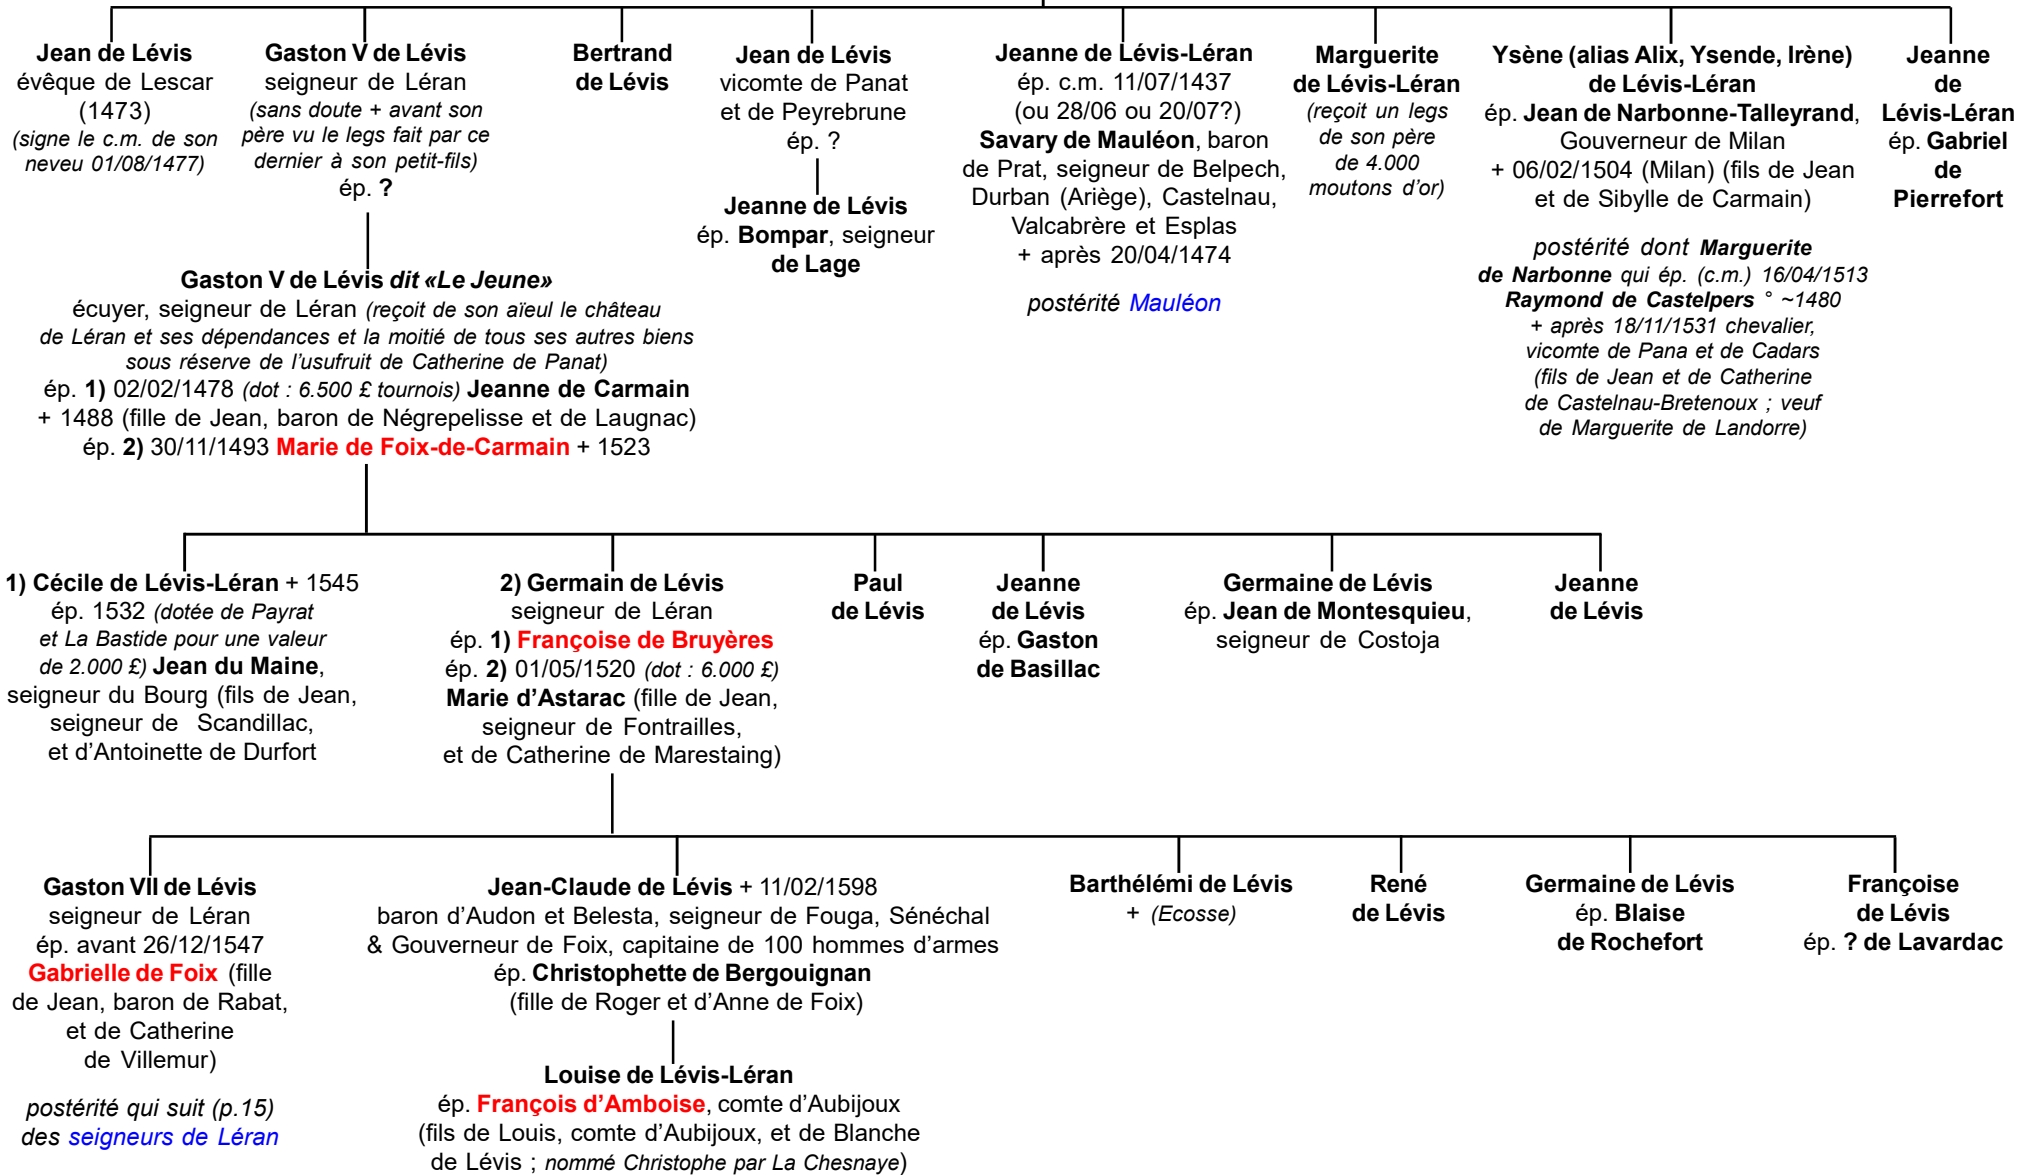 Jean de Lévis
évêque de Lescar
(1473)
(signe le c.m. de son
neveu 01/08/1477)
Gaston V de Lévis
seigneur de Léran
(sans doute + avant son
père vu le legs fait par ce
dernier à son petit-fils)
ép. ?
Bertrand
de Lévis
Jean de Lévis
vicomte de Panat
et de Peyrebrune
ép. ?
Jeanne de Lévis
ép. Bompar, seigneur
de Lage
Jeanne de Lévis-Léran
ép. c.m. 11/07/1437
(ou 28/06 ou 20/07?)
Savary de Mauléon, baron
de Prat, seigneur de Belpech,
Durban (Ariège), Castelnau,
Valcabrère et Esplas
+ après 20/04/1474
postérité Mauléon
Marguerite
de Lévis-Léran
(reçoit un legs
de son père
de 4.000
moutons d'or)
Ysène (alias Alix, Ysende, Irène)
de Lévis-Léran
ép. Jean de Narbonne-Talleyrand,
Gouverneur de Milan
+ 06/02/1504 (Milan) (fils de Jean
et de Sibylle de Carmain)
postérité dont Marguerite
de Narbonne qui ép. (c.m.) 16/04/1513
Raymond de Castelpers ° ~1480
+ après 18/11/1531 chevalier,
vicomte de Pana et de Cadars
(fils de Jean et de Catherine
de Castelnau-Bretenoux ; veuf
de Marguerite de Landorre)
Jeanne
de
Lévis-Léran
ép. Gabriel
de
Pierrefort
Gaston V de Lévis dit «Le Jeune»
écuyer, seigneur de Léran (reçoit de son aïeul le château
de Léran et ses dépendances et la moitié de tous ses autres biens
sous réserve de l'usufruit de Catherine de Panat)
ép. 1) 02/02/1478 (dot : 6.500 £ tournois) Jeanne de Carmain
+ 1488 (fille de Jean, baron de Négrepelisse et de Laugnac)
ép. 2) 30/11/1493 Marie de Foix-de-Carmain + 1523
1) Cécile de Lévis-Léran + 1545
ép. 1532 (dotée de Payrat
et La Bastide pour une valeur
de 2.000 £) Jean du Maine,
seigneur du Bourg (fils de Jean,
seigneur de Scandillac,
et d'Antoinette de Durfort
2) Germain de Lévis
seigneur de Léran
ép. 1) Françoise de Bruyères
ép. 2) 01/05/1520 (dot : 6.000 £)
Marie d'Astarac (fille de Jean,
seigneur de Fontrailles,
et de Catherine de Marestaing)
Paul
de Lévis
Jeanne
de Lévis
ép. Gaston
de Basillac
Germaine de Lévis
ép. Jean de Montesquieu,
seigneur de Costoja
Jeanne
de Lévis
Gaston VII de Lévis
seigneur de Léran
ép. avant 26/12/1547
Gabrielle de Foix (fille
de Jean, baron de Rabat,
et de Catherine
de Villemur)
postérité qui suit (p.15)
des seigneurs de Léran
Jean-Claude de Lévis + 11/02/1598
baron d'Audon et Belesta, seigneur de Fouga, Sénéchal
& Gouverneur de Foix, capitaine de 100 hommes d'armes
ép. Christophette de Bergouignan
(fille de Roger et d'Anne de Foix)
Louise de Lévis-Léran
ép. François d'Amboise, comte d'Aubijoux
(fils de Louis, comte d'Aubijoux, et de Blanche
de Lévis ; nommé Christophe par La Chesnaye)
Barthélémi de Lévis
+ (Ecosse)
René
de Lévis
Germaine de Lévis
ép. Blaise
de Rochefort
Françoise
de Lévis
ép. ? de Lavardac